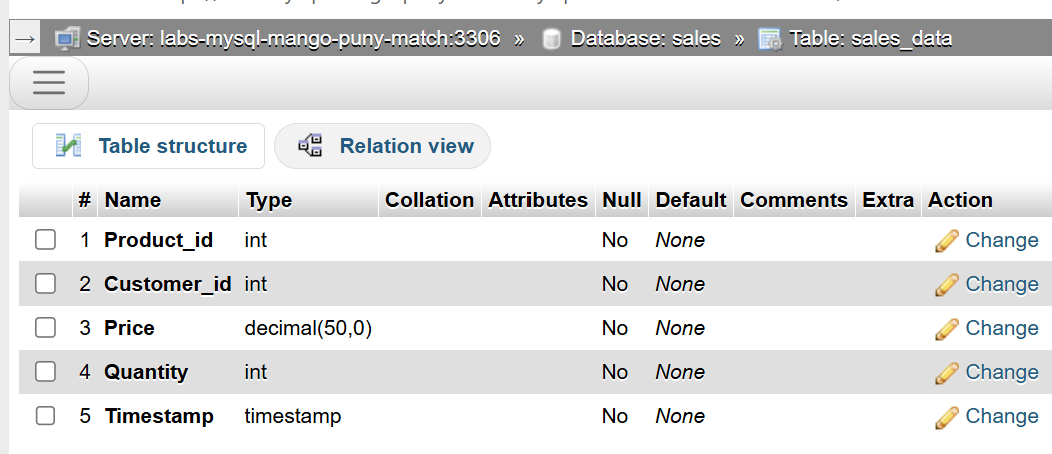 → Server: labs-mysql-mango-puny-match:3306 » Database: sales » Table: sales_data
Table structure Relation view
# Name Type Collation Attributes Null Default Comments Extra Action
1 Product_id int No None Change
2 Customer_id int No None Change
3 Price decimal(50,0) No None Change
4 Quantity int No None Change
5 Timestamp timestamp No None Change